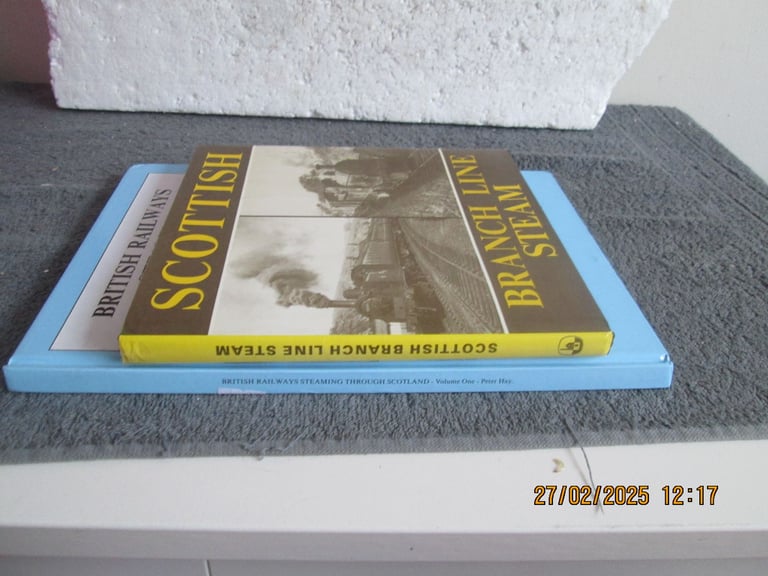 BRITISH RAILWAYS
SCOTTISH
BRANCH LINE
STEAM
SCOTTISH BRANCH LINE STEAM
BRITISH RAILWAYS STEAMING THROUGH SCOTLAND - Volume One - Peter Hay.
27/02/2025 12:17